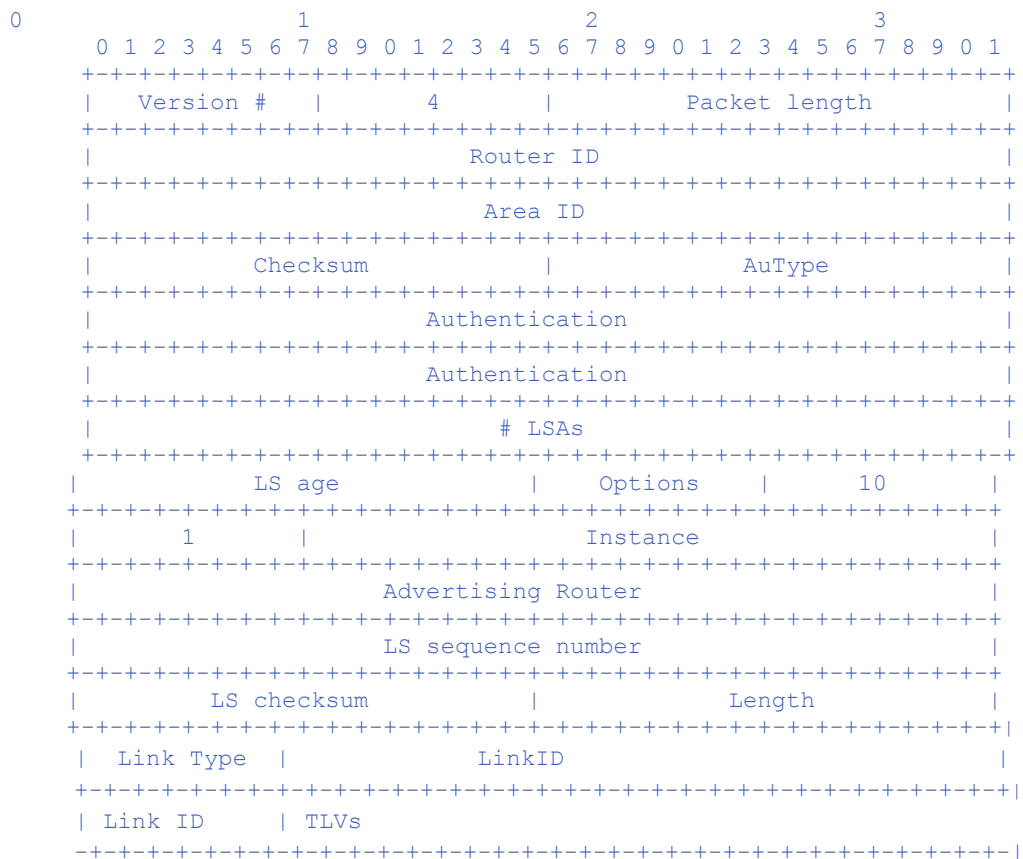 0                   1                   2                   3
      0 1 2 3 4 5 6 7 8 9 0 1 2 3 4 5 6 7 8 9 0 1 2 3 4 5 6 7 8 9 0 1
     +-+-+-+-+-+-+-+-+-+-+-+-+-+-+-+-+-+-+-+-+-+-+-+-+-+-+-+-+-+-+-+-+
     |   Version #   |       4       |         Packet length         |
     +-+-+-+-+-+-+-+-+-+-+-+-+-+-+-+-+-+-+-+-+-+-+-+-+-+-+-+-+-+-+-+-+
     |                          Router ID                            |
     +-+-+-+-+-+-+-+-+-+-+-+-+-+-+-+-+-+-+-+-+-+-+-+-+-+-+-+-+-+-+-+-+
     |                           Area ID                             |
     +-+-+-+-+-+-+-+-+-+-+-+-+-+-+-+-+-+-+-+-+-+-+-+-+-+-+-+-+-+-+-+-+
     |           Checksum            |             AuType            |
     +-+-+-+-+-+-+-+-+-+-+-+-+-+-+-+-+-+-+-+-+-+-+-+-+-+-+-+-+-+-+-+-+
     |                       Authentication                          |
     +-+-+-+-+-+-+-+-+-+-+-+-+-+-+-+-+-+-+-+-+-+-+-+-+-+-+-+-+-+-+-+-+
     |                       Authentication                          |
     +-+-+-+-+-+-+-+-+-+-+-+-+-+-+-+-+-+-+-+-+-+-+-+-+-+-+-+-+-+-+-+-+
     |                            # LSAs                             |
     +-+-+-+-+-+-+-+-+-+-+-+-+-+-+-+-+-+-+-+-+-+-+-+-+-+-+-+-+-+-+-+-+
    |            LS age             |    Options    |      10       |
    +-+-+-+-+-+-+-+-+-+-+-+-+-+-+-+-+-+-+-+-+-+-+-+-+-+-+-+-+-+-+-+-+
    |       1       |                   Instance                    |
    +-+-+-+-+-+-+-+-+-+-+-+-+-+-+-+-+-+-+-+-+-+-+-+-+-+-+-+-+-+-+-+-+
    |                     Advertising Router                        |
    +-+-+-+-+-+-+-+-+-+-+-+-+-+-+-+-+-+-+-+-+-+-+-+-+-+-+-+-+-+-+-+-+
    |                     LS sequence number                        |
    +-+-+-+-+-+-+-+-+-+-+-+-+-+-+-+-+-+-+-+-+-+-+-+-+-+-+-+-+-+-+-+-+
    |         LS checksum           |             Length            |
    +-+-+-+-+-+-+-+-+-+-+-+-+-+-+-+-+-+-+-+-+-+-+-+-+-+-+-+-+-+-+-+-+|
    |  Link Type  |             LinkID                              |
    +-+-+-+-+-+-+-+-+-+-+-+-+-+-+-+-+-+-+-+-+-+-+-+-+-+-+-+-+-+-+-+-+|
    | Link ID     | TLVs
    -+-+-+-+-+-+-+-+-+-+-+-+-+-+-+-+-+-+-+-+-+-+-+-+-+-+-+-+-+-+-+-+-|